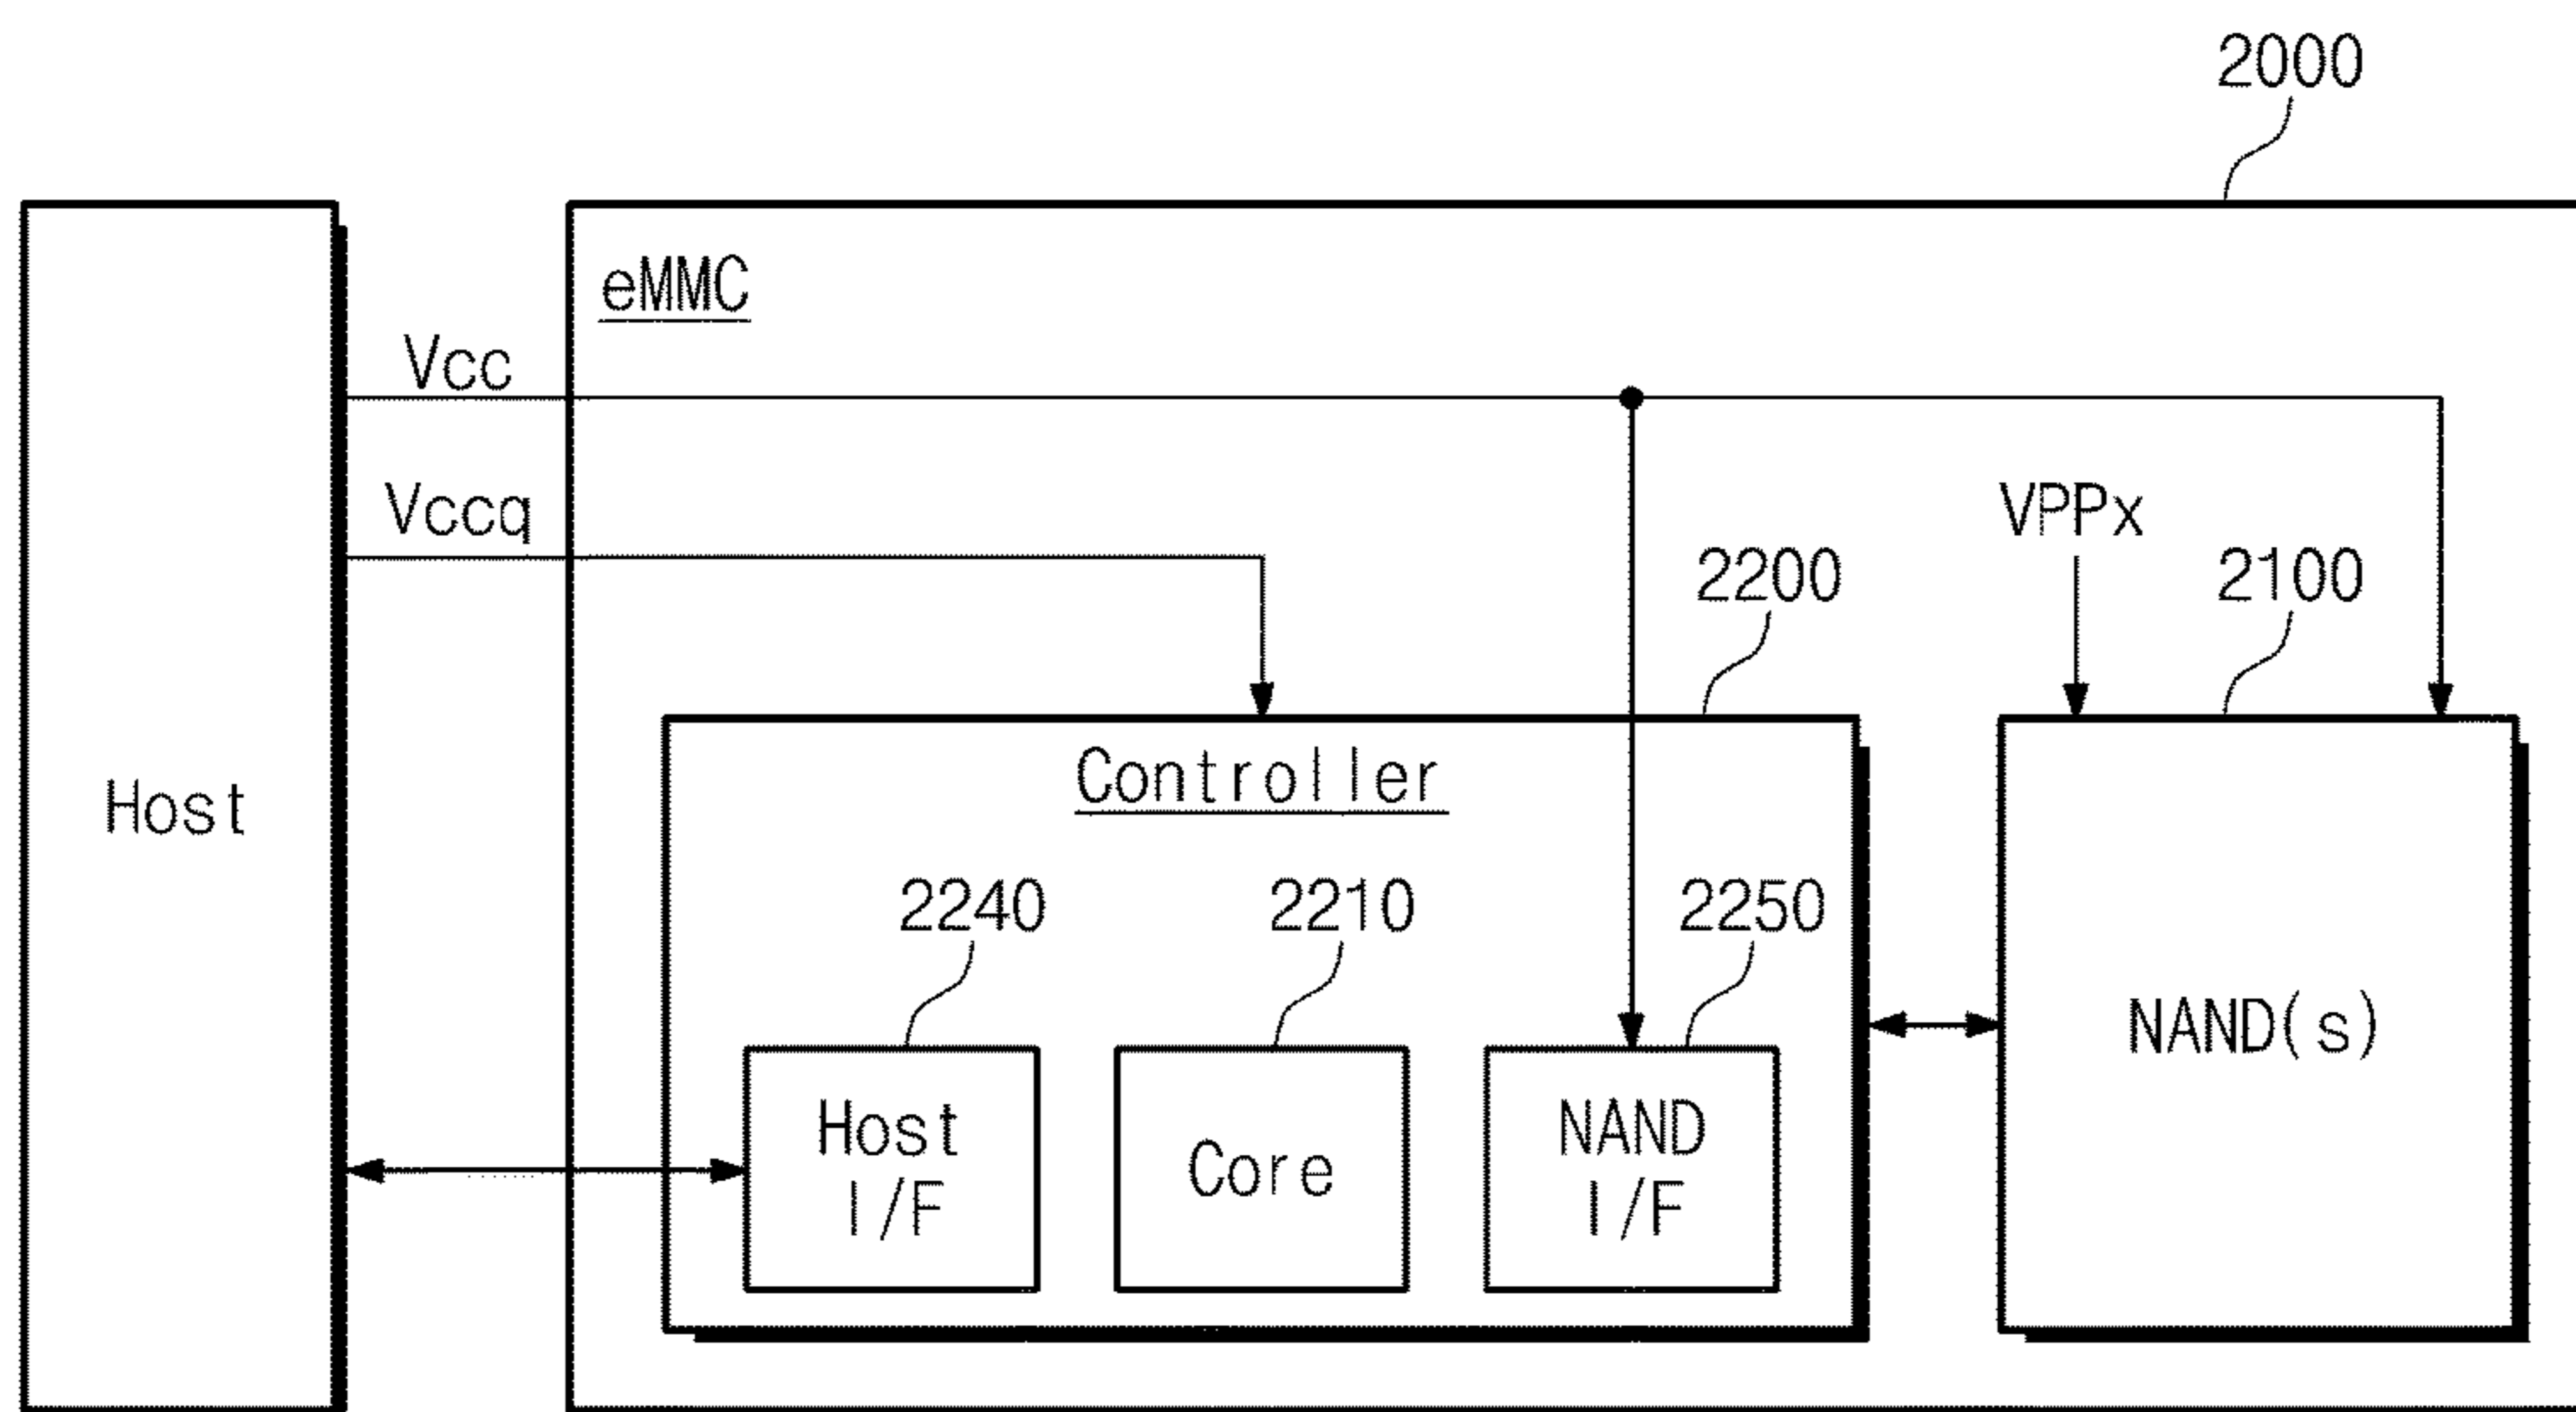 2000
eMMC
Vcc
Vccq
VPPx
2200
2100
Host
Controller
2240
2210
2250
NAND(s)
Host
I/F
Core
NAND
I/F